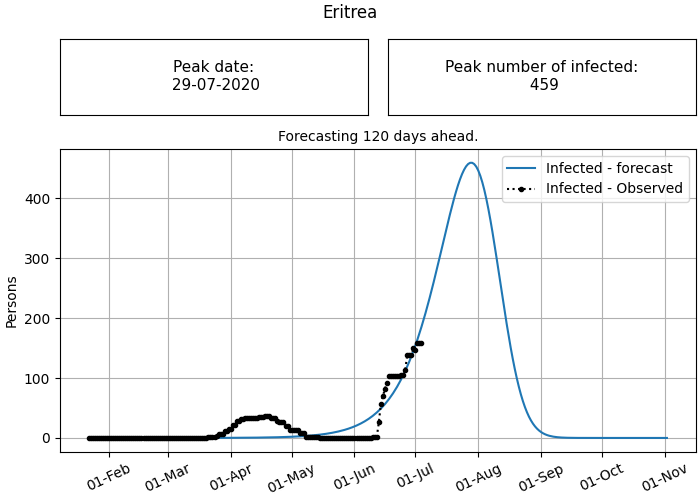 Eritrea
Peak date:
29-07-2020
Peak number of infected:
459
Forecasting 120 days ahead.
Infected - forecast
Infected - Observed
Persons
400
300
200
100
0
01-Feb
01-Mar
01-Apr
01-May
01-Jun
01-Jul
01-Aug
01-Sep
01-Oct
01-Nov